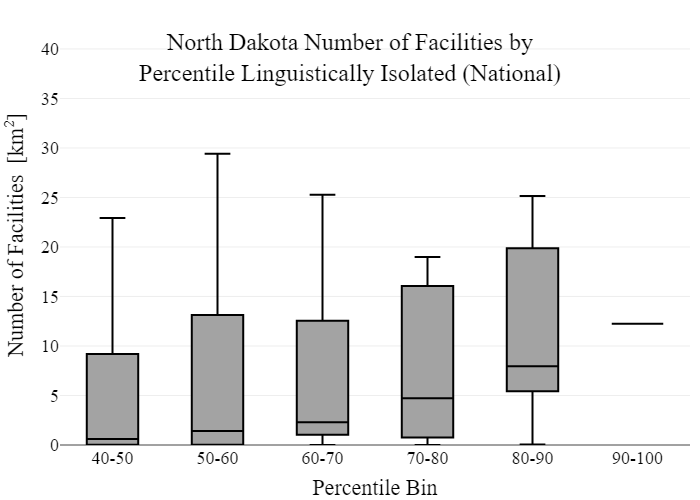 North Dakota Number of Facilities by
Percentile Linguistically Isolated (National)
Number of Facilities [km²]
40
35
30
25
20
15
10
5
0
40-50 50-60 60-70 70-80 80-90 90-100
Percentile Bin